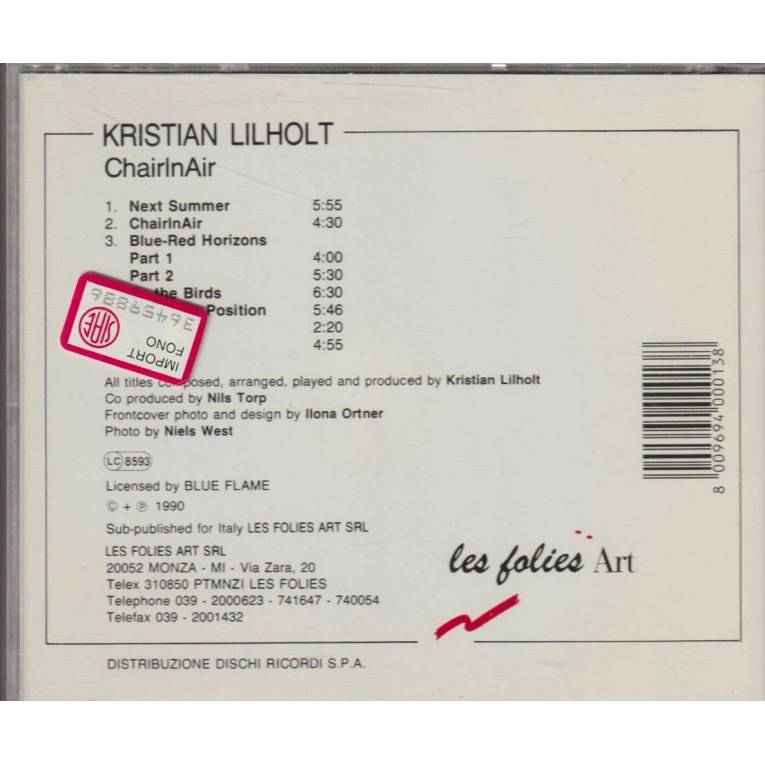 KRISTIAN LILHOLT
ChairInAir
1. Next Summer 5:55
2. ChairInAir 4:30
3. Blue-Red Horizons
Part 1 4:00
Part 2 5:30
the Birds 6:30
Position 5:46
2:20
4:55
36459886
SIAE
IMPORT
FONO
All titles composed, arranged, played and produced by Kristian Lilholt
Co produced by Nils Torp
Frontcover photo and design by Ilona Ortner
Photo by Niels West
LC 8593
Licensed by BLUE FLAME
© + ℗ 1990
Sub-published for Italy LES FOLIES ART SRL
LES FOLIES ART SRL
20052 MONZA - MI - Via Zara, 20
Telex 310850 PTMNZI LES FOLIES
Telephone 039 - 2000623 - 741647 - 740054
Telefax 039 - 2001432
les folies Art
8 009694 000138
DISTRIBUZIONE DISCHI RICORDI S.P.A.